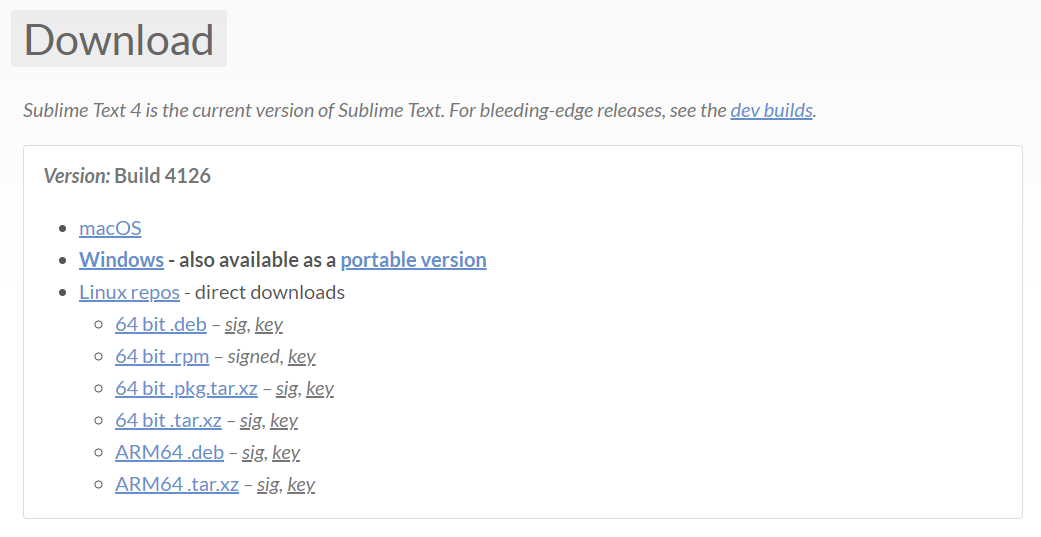 Download
Sublime Text 4 is the current version of Sublime Text. For bleeding-edge releases, see the dev builds.
Version: Build 4126
macOS
Windows - also available as a portable version
Linux repos - direct downloads
64 bit .deb – sig, key
64 bit .rpm – signed, key
64 bit .pkg.tar.xz – sig, key
64 bit .tar.xz – sig, key
ARM64 .deb – sig, key
ARM64 .tar.xz – sig, key